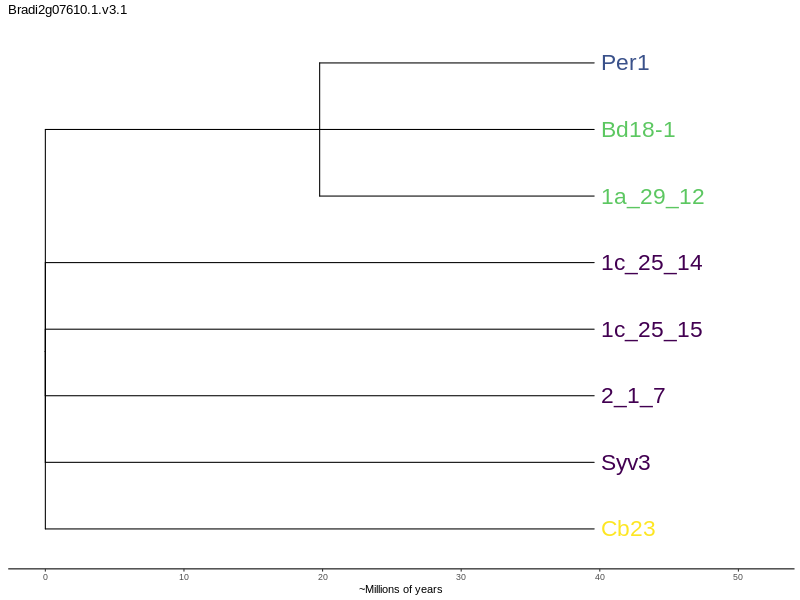 Bradi2g07610.1.v3.1
Per1
Bd18-1
1a_29_12
1c_25_14
1c_25_15
2_1_7
Syv3
Cb23
0 10 20 30 40 50
~Millions of years